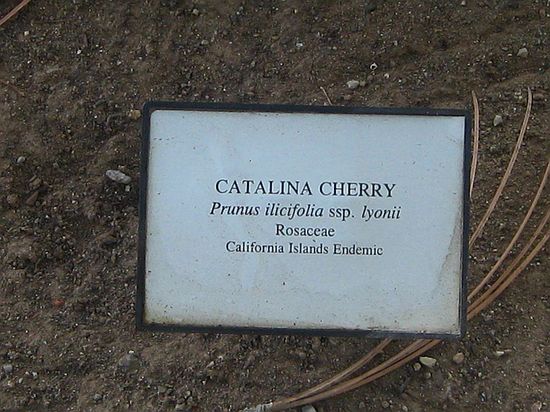 CATALINA CHERRY
Prunus ilicifolia ssp. lyonii
Rosaceae
California Islands Endemic